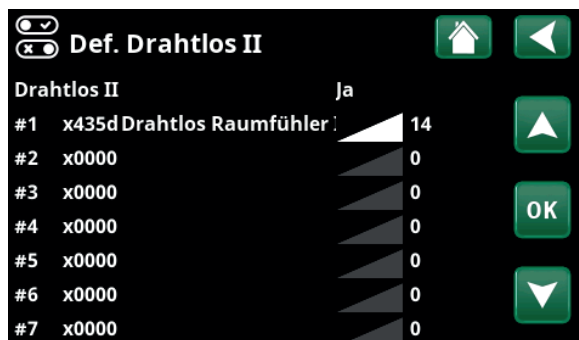 Def. Drahtlos II
Drahtlos II Ja
#1 x435d Drahtlos Raumfühler 14
#2 x0000 0
#3 x0000 0
OK
#4 x0000 0
#5 x0000 0
#6 x0000 0
#7 x0000 0